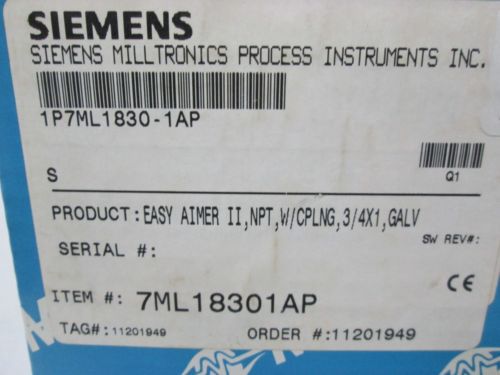 SIEMENS
SIEMENS MILLTRONICS PROCESS INSTRUMENTS INC.
1P7ML1830-1AP
S
Q1
PRODUCT: EASY AIMER II,NPT,W/CPLNG,3/4X1,GALV
SW REV#:
SERIAL #:
CE
ITEM #: 7ML18301AP
TAG#:11201949 ORDER #:11201949